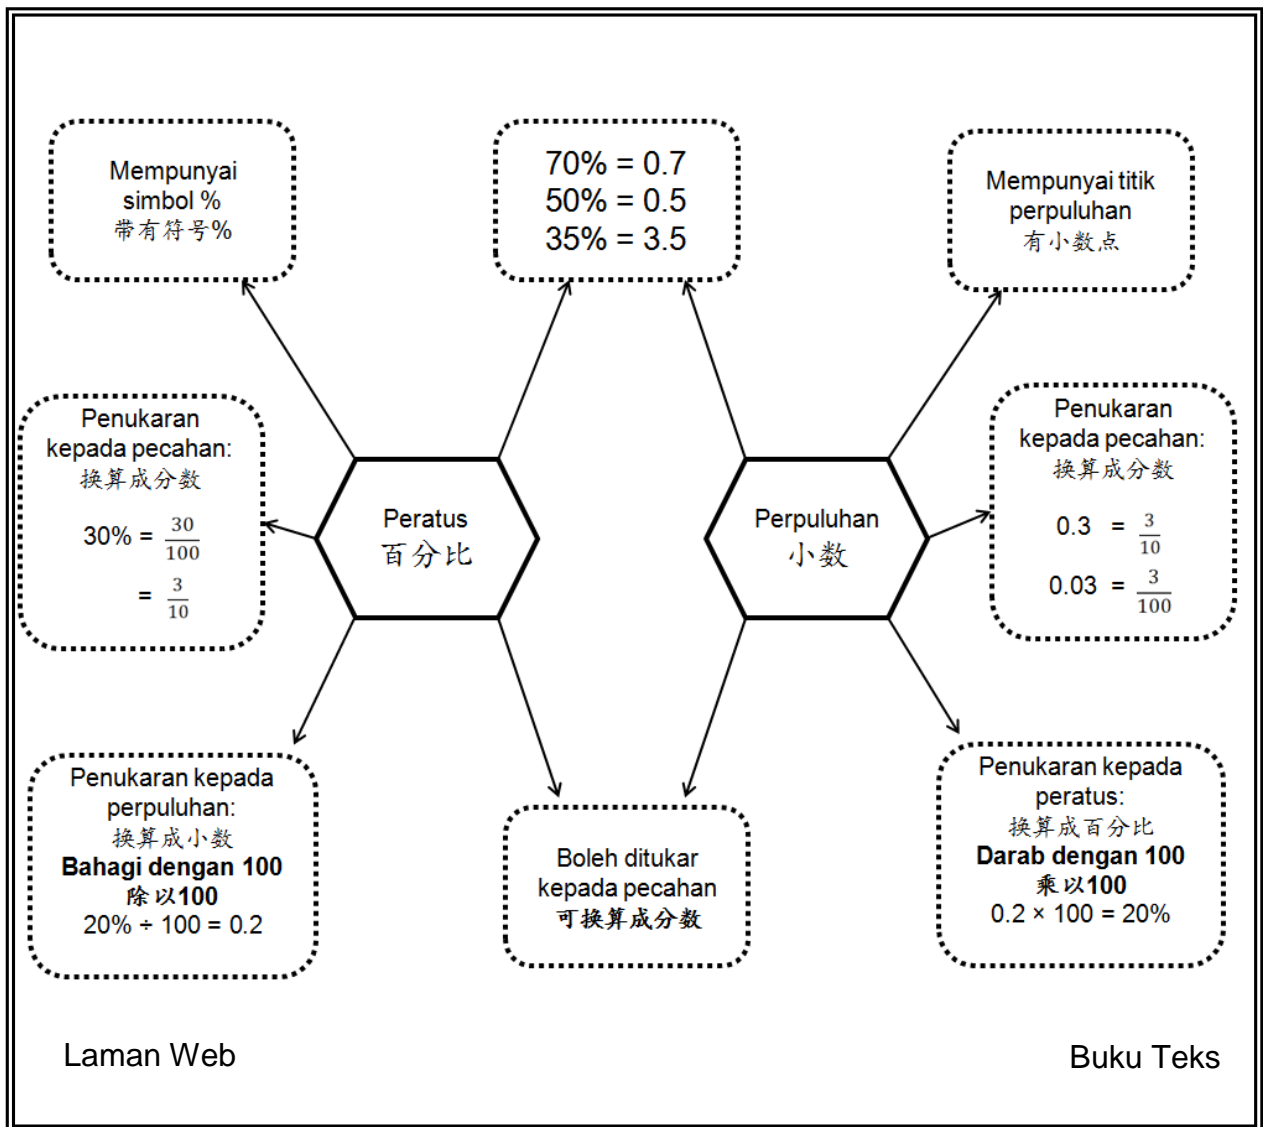 Mempunyai
simbol %
带有符号%
70% = 0.7
50% = 0.5
35% = 3.5
Mempunyai titik
perpuluhan
有小数点
Penukaran
kepada pecahan:
换算成分数
30% = 30/100
= 3/10
Peratus
百分比
Perpuluhan
小数
Penukaran
kepada pecahan:
换算成分数
0.3 = 3/10
0.03 = 3/100
Penukaran kepada
perpuluhan:
换算成小数
Bahagi dengan 100
除以100
20% ÷ 100 = 0.2
Boleh ditukar
kepada pecahan
可换算成分数
Penukaran kepada
peratus:
换算成百分比
Darab dengan 100
乘以100
0.2 × 100 = 20%
Laman Web
Buku Teks